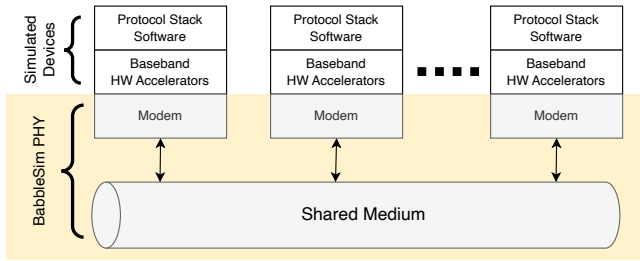 Simulated
Devices
Protocol Stack
Software
Baseband
HW Accelerators
Modem
Protocol Stack
Software
Baseband
HW Accelerators
Modem
Protocol Stack
Software
Baseband
HW Accelerators
Modem
BabbleSim PHY
Shared Medium